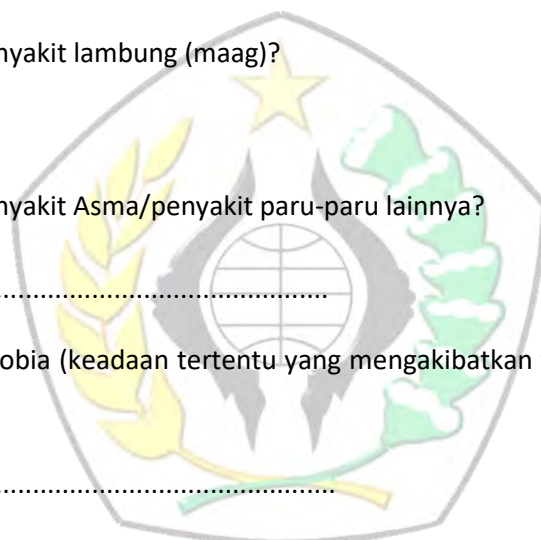 nyakit lambung (maag)?
nyakit Asma/penyakit paru-paru lainnya?
............................................
obia (keadaan tertentu yang mengakibatkan
.............................................